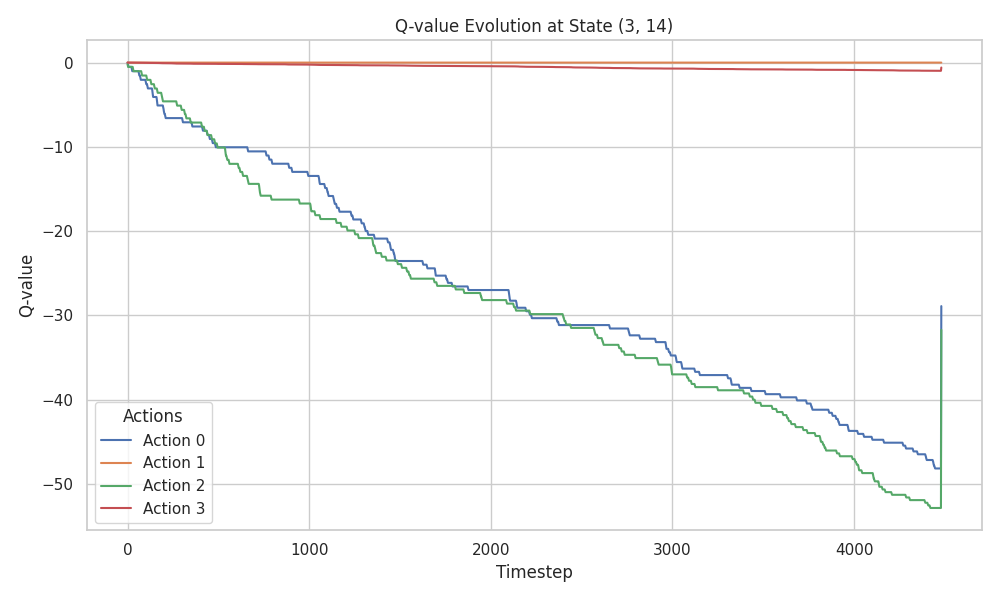 Q-value Evolution at State (3, 14)
Q-value
0
−10
−20
−30
−40
−50
Actions
Action 0
Action 1
Action 2
Action 3
0
1000
2000
3000
4000
Timestep